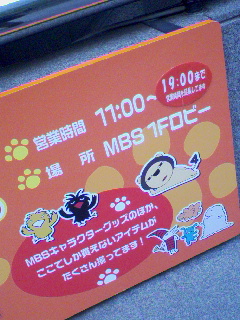 営業時間 11:00～19:00まで
場所 MBS 1Fロビー
MBSキャラクターグッズのほか、
ここでしか買えないアイテムが
たくさん揃ってます!